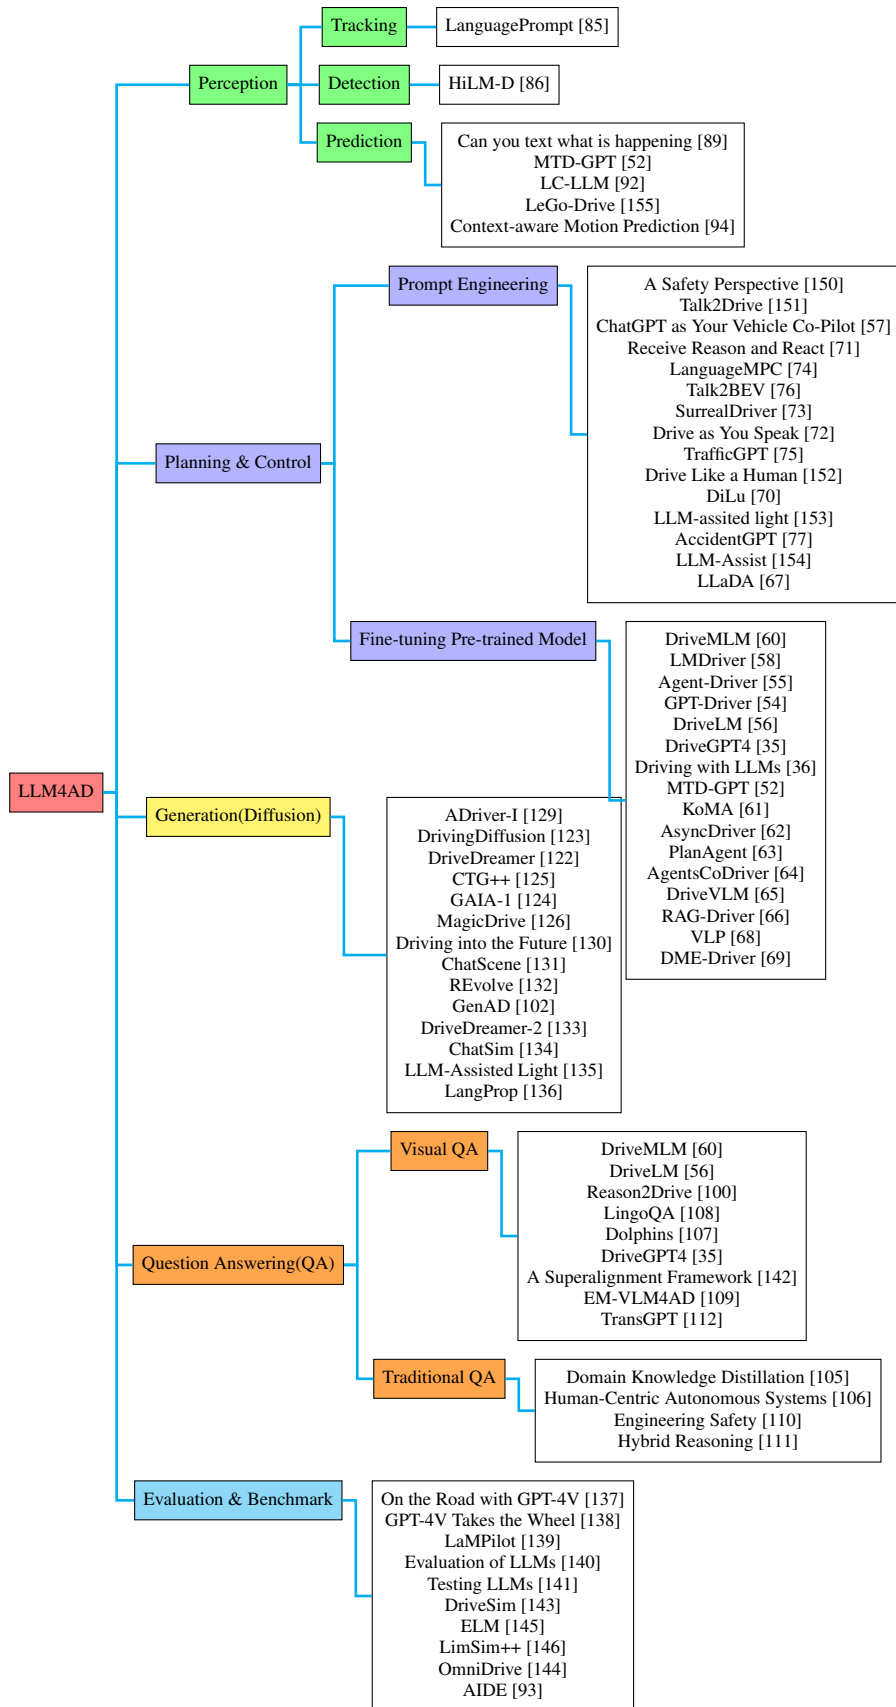 LLM4AD
Perception
Tracking
LanguagePrompt [85]
Detection
HiLM-D [86]
Prediction
Can you text what is happening [89]
MTD-GPT [52]
LC-LLM [92]
LeGo-Drive [155]
Context-aware Motion Prediction [94]
Planning & Control
Prompt Engineering
A Safety Perspective [150]
Talk2Drive [151]
ChatGPT as Your Vehicle Co-Pilot [57]
Receive Reason and React [71]
LanguageMPC [74]
Talk2BEV [76]
SurrealDriver [73]
Drive as You Speak [72]
TrafficGPT [75]
Drive Like a Human [152]
DiLu [70]
LLM-assited light [153]
AccidentGPT [77]
LLM-Assist [154]
LLaDA [67]
Fine-tuning Pre-trained Model
DriveMLM [60]
LMDriver [58]
Agent-Driver [55]
GPT-Driver [54]
DriveLM [56]
DriveGPT4 [35]
Driving with LLMs [36]
MTD-GPT [52]
KoMA [61]
AsyncDriver [62]
PlanAgent [63]
AgentsCoDriver [64]
DriveVLM [65]
RAG-Driver [66]
VLP [68]
DME-Driver [69]
Generation(Diffusion)
ADriver-I [129]
DrivingDiffusion [123]
DriveDreamer [122]
CTG++ [125]
GAIA-1 [124]
MagicDrive [126]
Driving into the Future [130]
ChatScene [131]
REvolve [132]
GenAD [102]
DriveDreamer-2 [133]
ChatSim [134]
LLM-Assisted Light [135]
LangProp [136]
Question Answering(QA)
Visual QA
DriveMLM [60]
DriveLM [56]
Reason2Drive [100]
LingoQA [108]
Dolphins [107]
DriveGPT4 [35]
A Superalignment Framework [142]
EM-VLM4AD [109]
TransGPT [112]
Traditional QA
Domain Knowledge Distillation [105]
Human-Centric Autonomous Systems [106]
Engineering Safety [110]
Hybrid Reasoning [111]
Evaluation & Benchmark
On the Road with GPT-4V [137]
GPT-4V Takes the Wheel [138]
LaMPilot [139]
Evaluation of LLMs [140]
Testing LLMs [141]
DriveSim [143]
ELM [145]
LimSim++ [146]
OmniDrive [144]
AIDE [93]